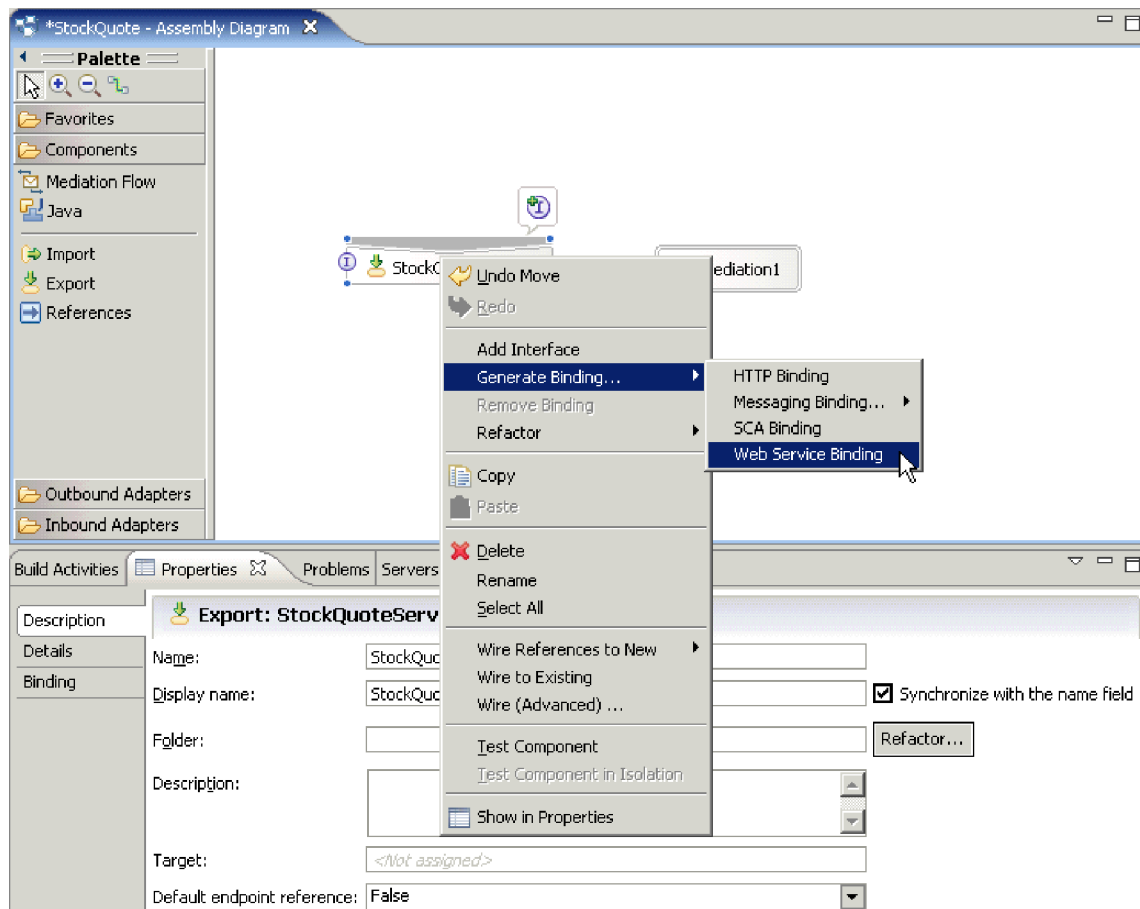 *StockQuote - Assembly Diagram
Palette
Favorites
Components
Mediation Flow
Java
Import
Export
References
Outbound Adapters
Inbound Adapters
I
I
StockQ
ediation1
Undo Move
Redo
Add Interface
Generate Binding...
Remove Binding
Refactor
Copy
Paste
Delete
Rename
Select All
Wire References to New
Wire to Existing
Wire (Advanced) ...
Test Component
Test Component in Isolation
Show in Properties
HTTP Binding
Messaging Binding...
SCA Binding
Web Service Binding
Build Activities Properties Problems Servers
Description
Details
Binding
Export: StockQuoteServ
Name: StockQuo
Display name: StockQuo Synchronize with the name field
Folder: Refactor...
Description:
Target: <Not assigned>
Default endpoint reference: False